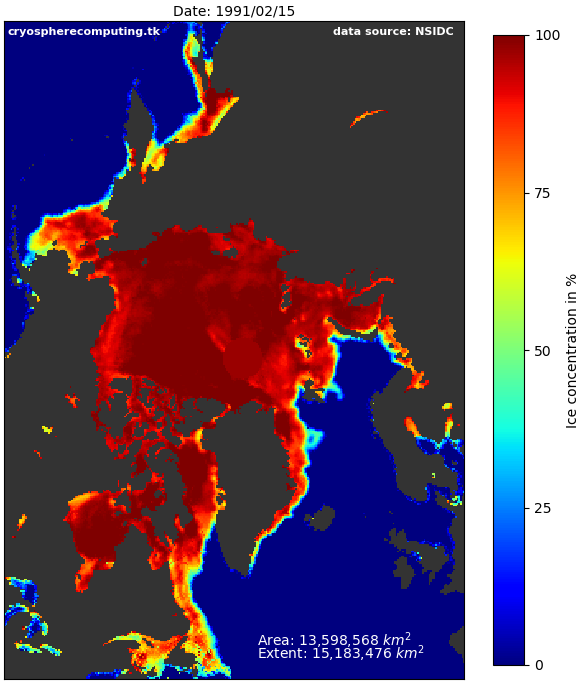 Date: 1991/02/15
cryospherecomputing.tk
data source: NSIDC
100
75
50
25
0
Ice concentration in %
Area: 13,598,568 km²
Extent: 15,183,476 km²